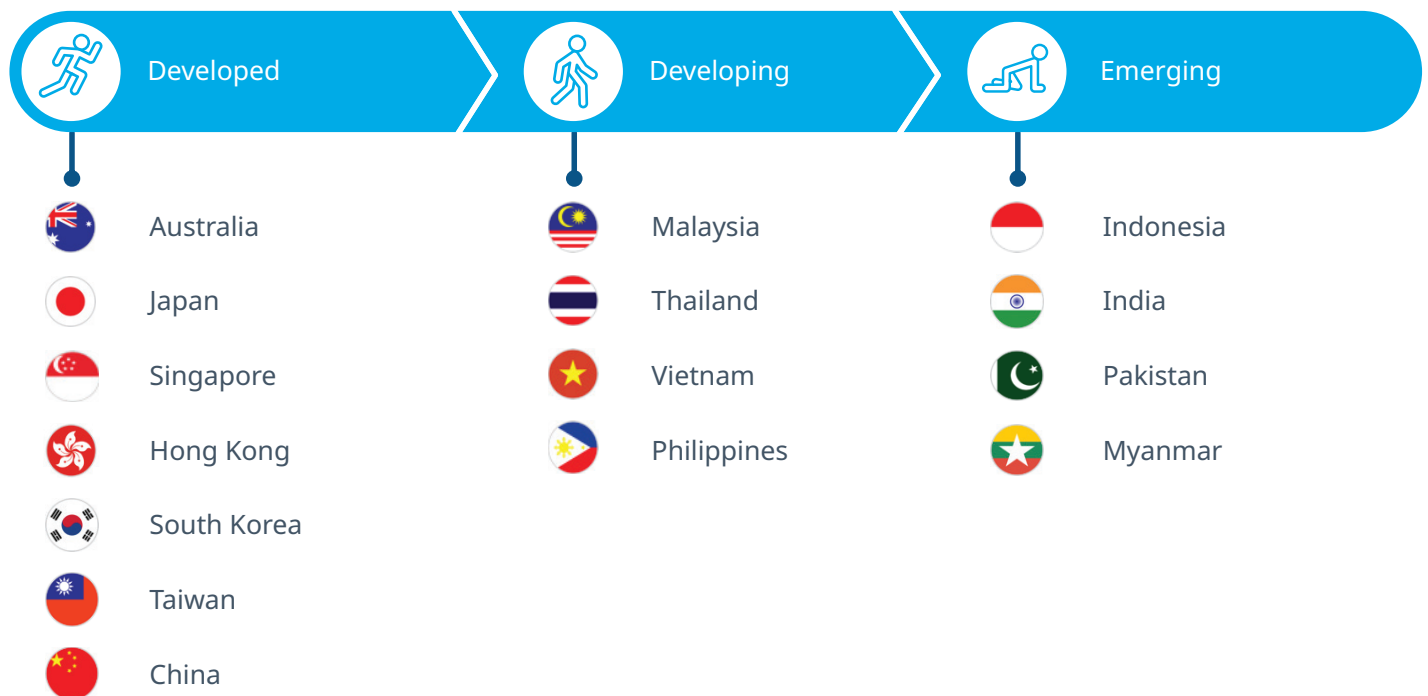 Developed
Developing
Emerging
Australia
Japan
Singapore
Hong Kong
South Korea
Taiwan
China
Malaysia
Thailand
Vietnam
Philippines
Indonesia
India
Pakistan
Myanmar